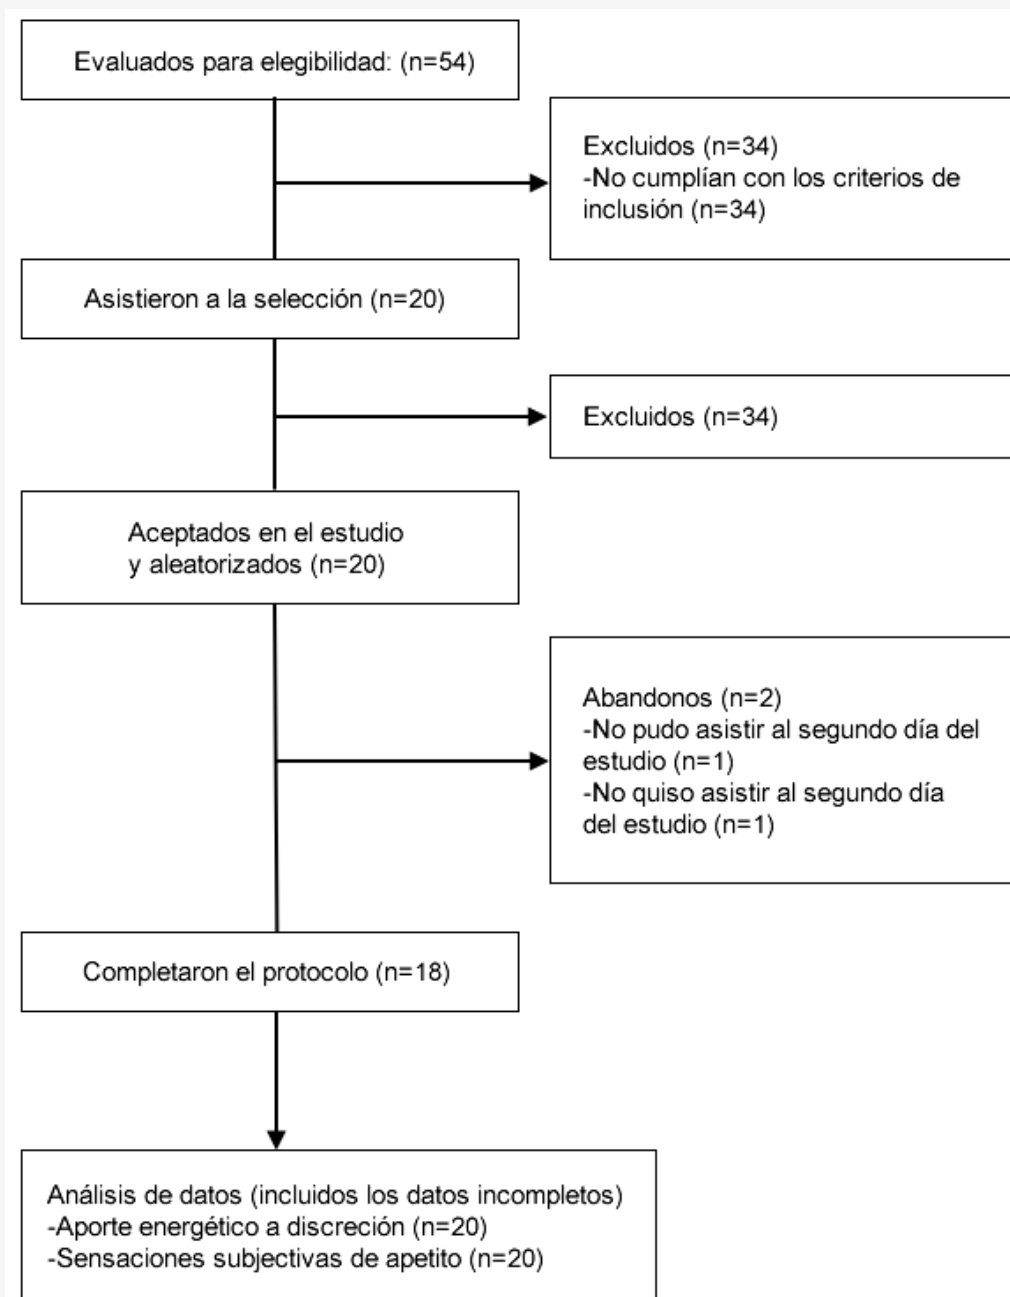 Evaluados para elegibilidad: (n=54)
Excluidos (n=34)
-No cumplían con los criterios de
inclusión (n=34)
Asistieron a la selección (n=20)
Excluidos (n=34)
Aceptados en el estudio
y aleatorizados (n=20)
Abandonos (n=2)
-No pudo asistir al segundo día del
estudio (n=1)
-No quiso asistir al segundo día
del estudio (n=1)
Completaron el protocolo (n=18)
Análisis de datos (incluidos los datos incompletos)
-Aporte energético a discreción (n=20)
-Sensaciones subjectivas de apetito (n=20)